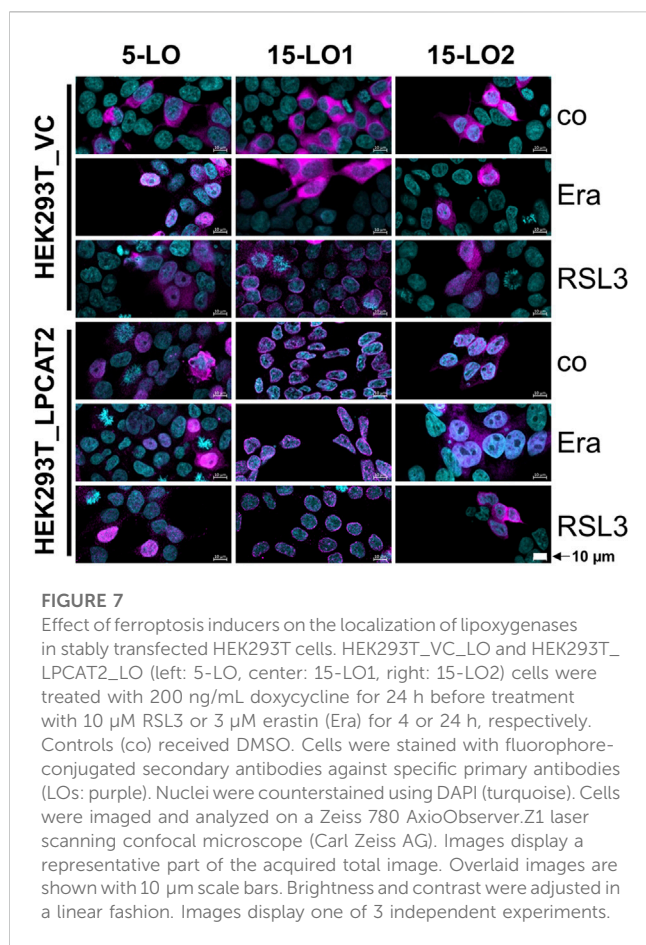 5-LO 15-LO1 15-LO2
HEK293T_VC
co
Era
RSL3
HEK293T_LPCAT2
co
Era
RSL3
10 µm
FIGURE 7
Effect of ferroptosis inducers on the localization of lipoxygenases
in stably transfected HEK293T cells. HEK293T_VC_LO and HEK293T_
LPCAT2_LO (left: 5-LO, center: 15-LO1, right: 15-LO2) cells were
treated with 200 ng/mL doxycycline for 24 h before treatment
with 10 µM RSL3 or 3 µM erastin (Era) for 4 or 24 h, respectively.
Controls (co) received DMSO. Cells were stained with fluorophore-
conjugated secondary antibodies against specific primary antibodies
(LOs: purple). Nuclei were counterstained using DAPI (turquoise). Cells
were imaged and analyzed on a Zeiss 780 AxioObserver.Z1 laser
scanning confocal microscope (Carl Zeiss AG). Images display a
representative part of the acquired total image. Overlaid images are
shown with 10 µm scale bars. Brightness and contrast were adjusted in
a linear fashion. Images display one of 3 independent experiments.